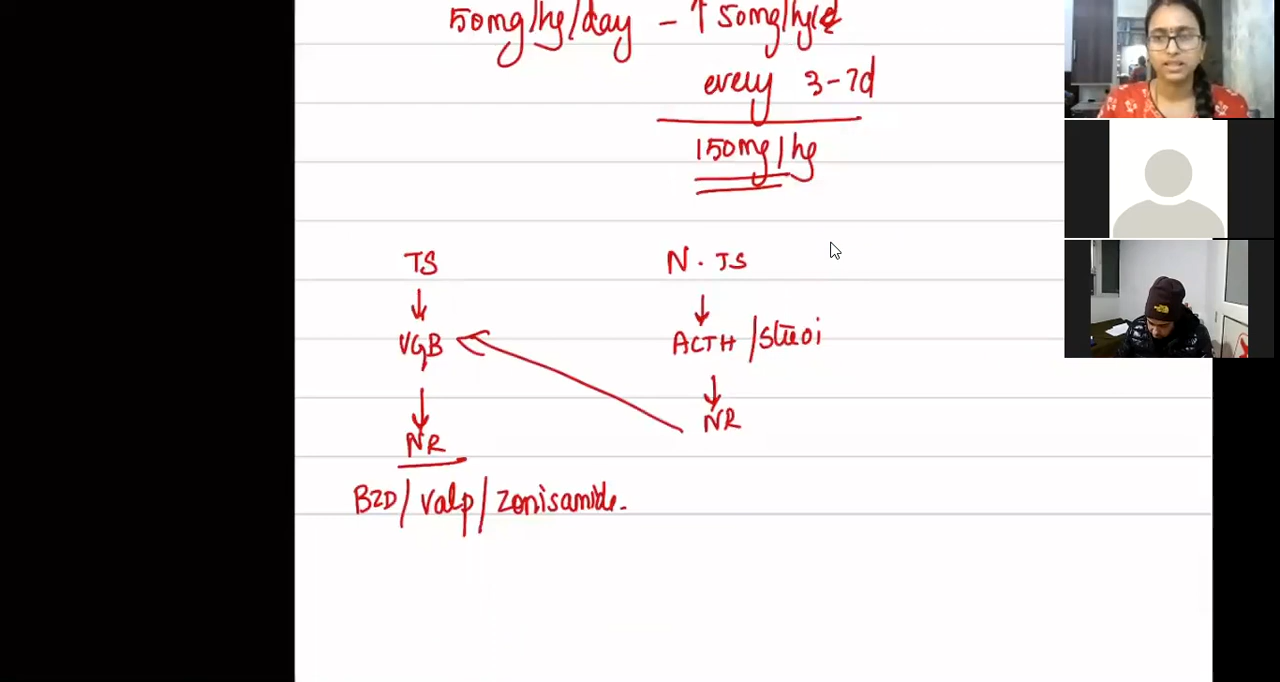 50mg/kg/day - ↑ 50mg/kg/d
every 3-7d
150mg/kg
TS N. TS
↓ ↓
VGB ACTH / Steroi
↓ ↓
NR NR
BZD / Valp / Zonisamide.